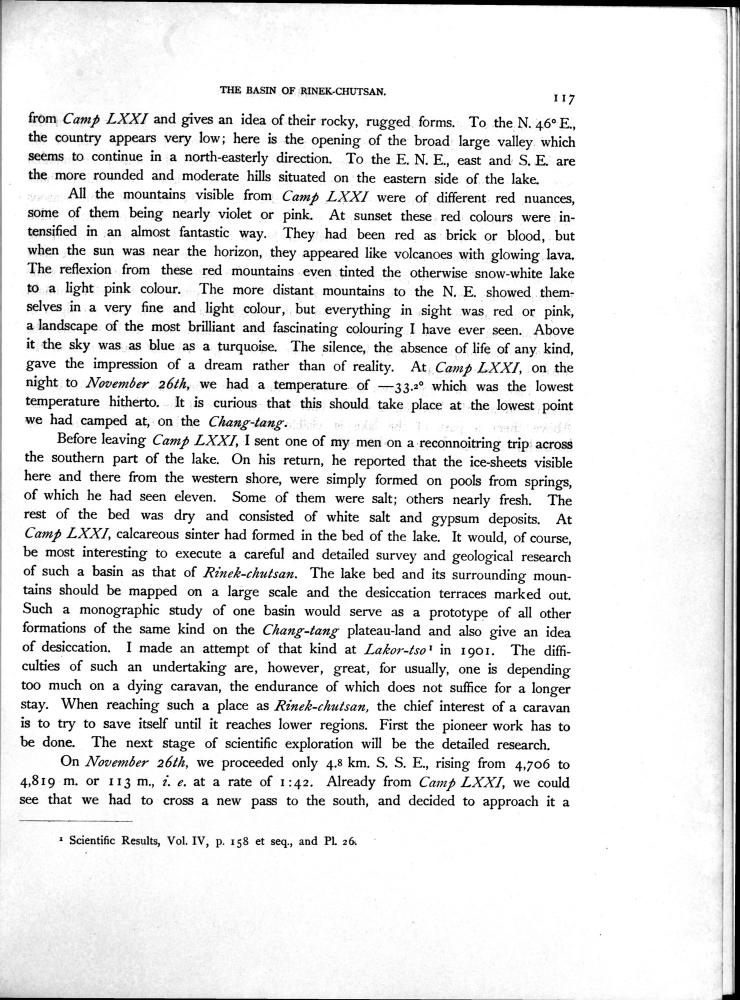 THE BASIN OF RINEK-CHUTSAN.
117
from Camp LXXI and gives an idea of their rocky, rugged forms. To the N. 46° E.,
the country appears very low; here is the opening of the broad large valley which
seems to continue in a north-easterly direction. To the E. N. E., east and S. E. are
the more rounded and moderate hills situated on the eastern side of the lake.
All the mountains visible from Camp LXXI were of different red nuances,
some of them being nearly violet or pink. At sunset these red colours were in-
tensified in an almost fantastic way. They had been red as brick or blood, but
when the sun was near the horizon, they appeared like volcanoes with glowing lava.
The reflexion from these red mountains even tinted the otherwise snow-white lake
to a light pink colour. The more distant mountains to the N. E. showed them-
selves in a very fine and light colour, but everything in sight was red or pink,
a landscape of the most brilliant and fascinating colouring I have ever seen. Above
it the sky was as blue as a turquoise. The silence, the absence of life of any kind,
gave the impression of a dream rather than of reality. At Camp LXXI, on the
night to November 26th, we had a temperature of —33.2° which was the lowest
temperature hitherto. It is curious that this should take place at the lowest point
we had camped at, on the Chang-tang.
Before leaving Camp LXXI, I sent one of my men on a reconnoitring trip across
the southern part of the lake. On his return, he reported that the ice-sheets visible
here and there from the western shore, were simply formed on pools from springs,
of which he had seen eleven. Some of them were salt; others nearly fresh. The
rest of the bed was dry and consisted of white salt and gypsum deposits. At
Camp LXXI, calcareous sinter had formed in the bed of the lake. It would, of course,
be most interesting to execute a careful and detailed survey and geological research
of such a basin as that of Rinek-chutsan. The lake bed and its surrounding moun-
tains should be mapped on a large scale and the desiccation terraces marked out.
Such a monographic study of one basin would serve as a prototype of all other
formations of the same kind on the Chang-tang plateau-land and also give an idea
of desiccation. I made an attempt of that kind at Lakor-tso¹ in 1901. The diffi-
culties of such an undertaking are, however, great, for usually, one is depending
too much on a dying caravan, the endurance of which does not suffice for a longer
stay. When reaching such a place as Rinek-chutsan, the chief interest of a caravan
is to try to save itself until it reaches lower regions. First the pioneer work has to
be done. The next stage of scientific exploration will be the detailed research.
On November 26th, we proceeded only 4.8 km. S. S. E., rising from 4,706 to
4,819 m. or 113 m., i. e. at a rate of 1:42. Already from Camp LXXI, we could
see that we had to cross a new pass to the south, and decided to approach it a
¹ Scientific Results, Vol. IV, p. 158 et seq., and Pl. 26.